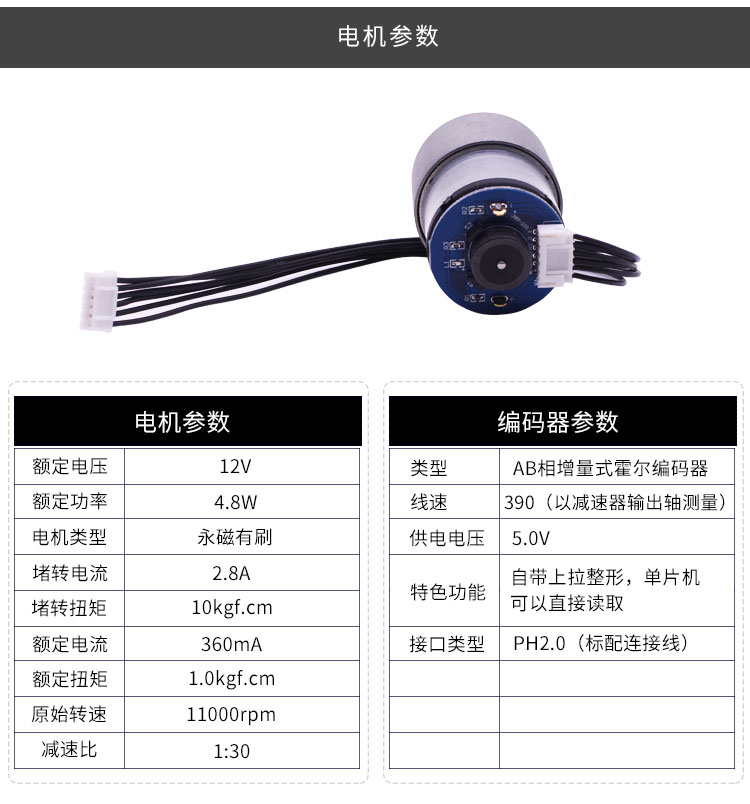 电机参数
电机参数
额定电压 12V
额定功率 4.8W
电机类型 永磁有刷
堵转电流 2.8A
堵转扭矩 10kgf.cm
额定电流 360mA
额定扭矩 1.0kgf.cm
原始转速 11000rpm
减速比 1:30
编码器参数
类型 AB相增量式霍尔编码器
线速 390（以减速器输出轴测量）
供电电压 5.0V
特色功能 自带上拉整形，单片机
可以直接读取
接口类型 PH2.0（标配连接线）